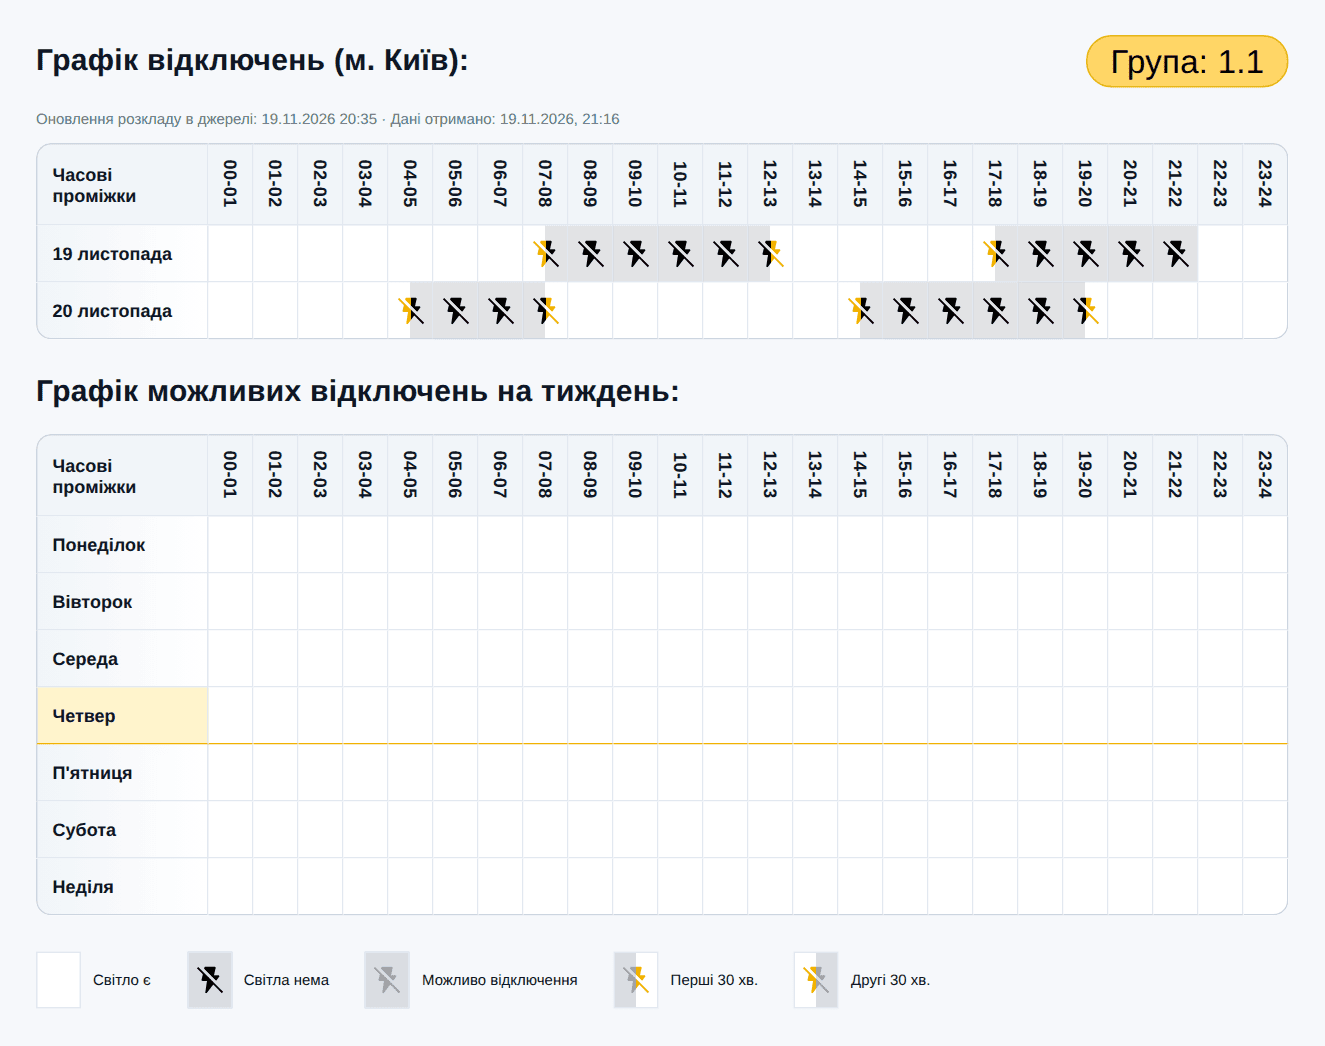 Графік відключень (м. Київ):
Група: 1.1
Оновлення розкладу в джерелі: 19.11.2026 20:35 · Дані отримано: 19.11.2026, 21:16
Часові проміжки 00-01 01-02 02-03 03-04 04-05 05-06 06-07 07-08 08-09 09-10 10-11 11-12 12-13 13-14 14-15 15-16 16-17 17-18 18-19 19-20 20-21 21-22 22-23 23-24
19 листопада
20 листопада
Графік можливих відключень на тиждень:
Часові проміжки 00-01 01-02 02-03 03-04 04-05 05-06 06-07 07-08 08-09 09-10 10-11 11-12 12-13 13-14 14-15 15-16 16-17 17-18 18-19 19-20 20-21 21-22 22-23 23-24
Понеділок
Вівторок
Середа
Четвер
П'ятниця
Субота
Неділя
Світло є Світла нема Можливо відключення Перші 30 хв. Другі 30 хв.